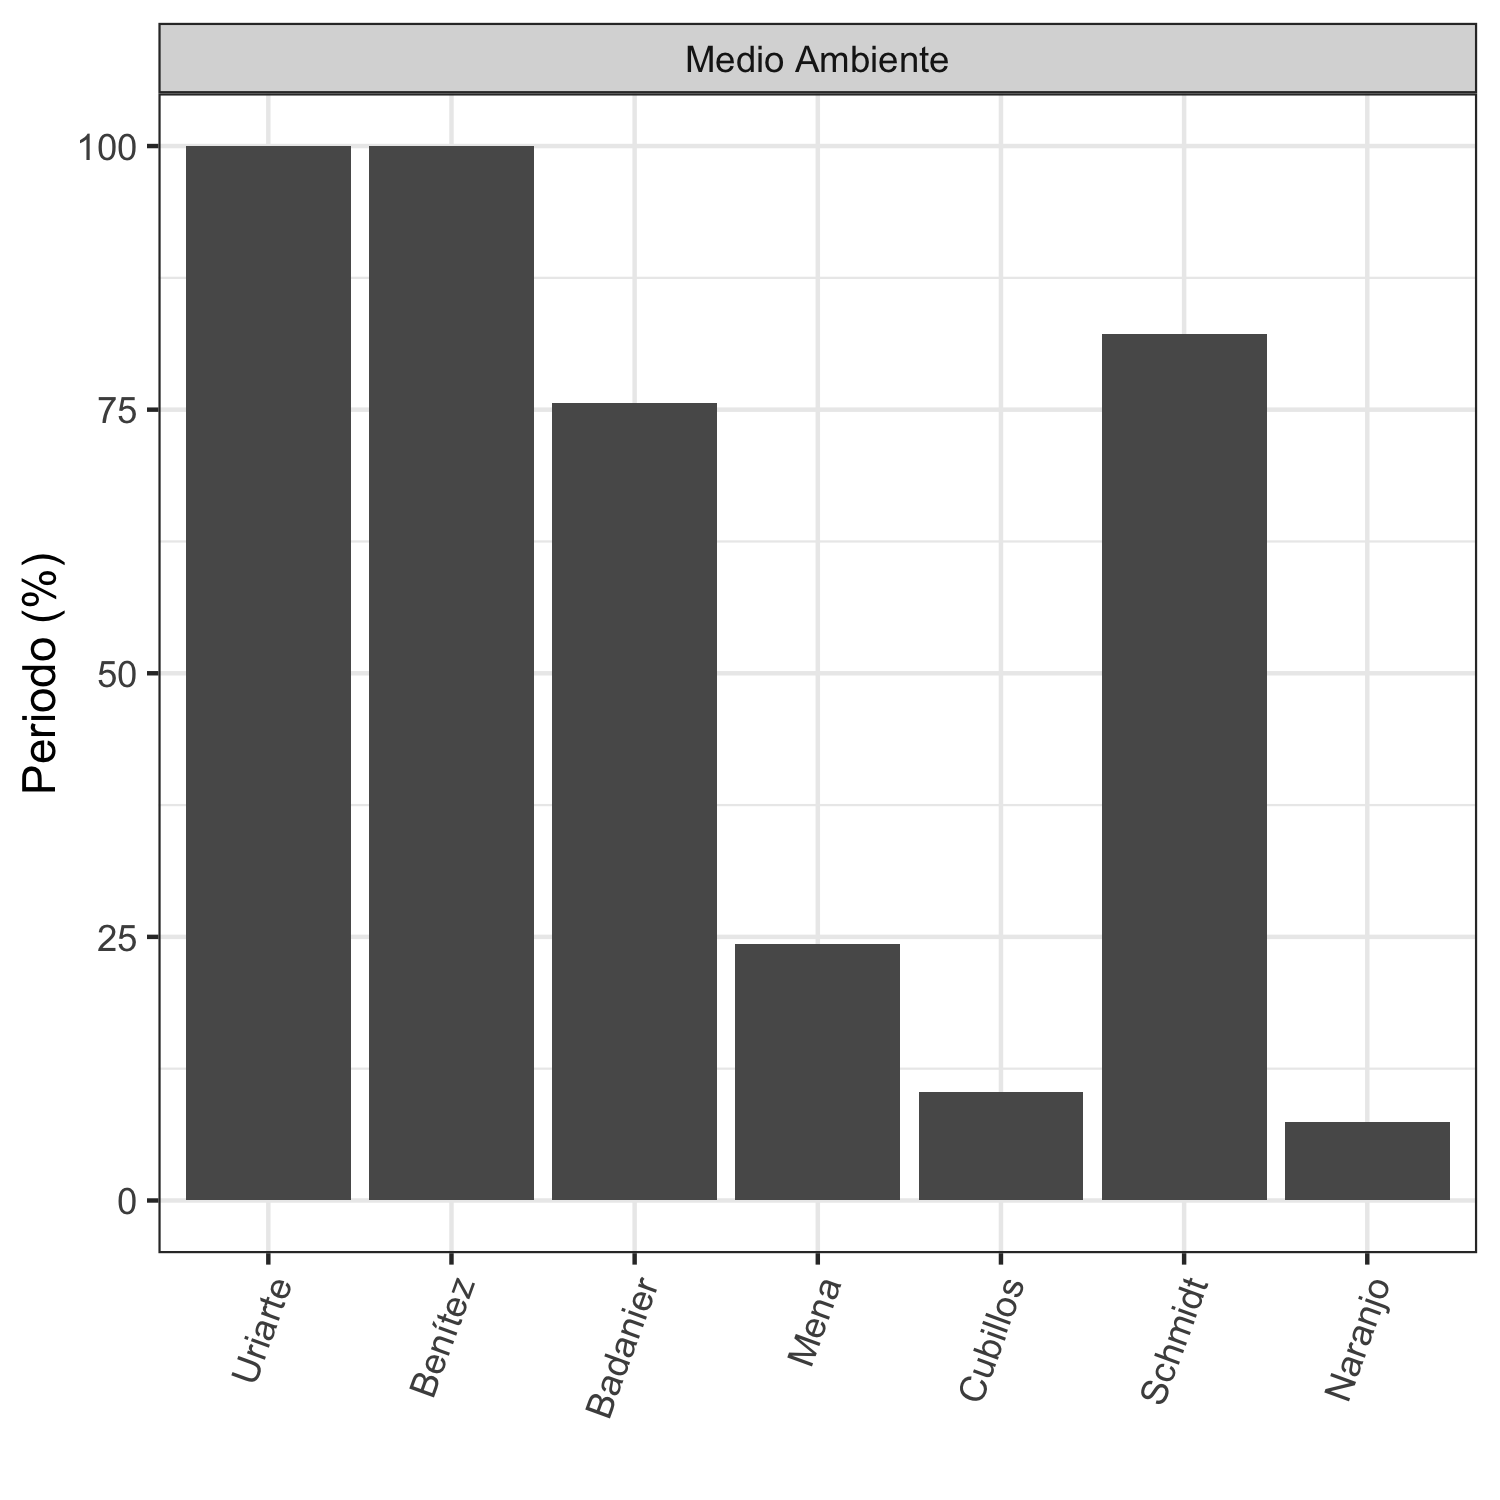 Medio Ambiente
Periodo (%)
100
75
50
25
0
Uriarte
Benítez
Badanier
Mena
Cubillos
Schmidt
Naranjo